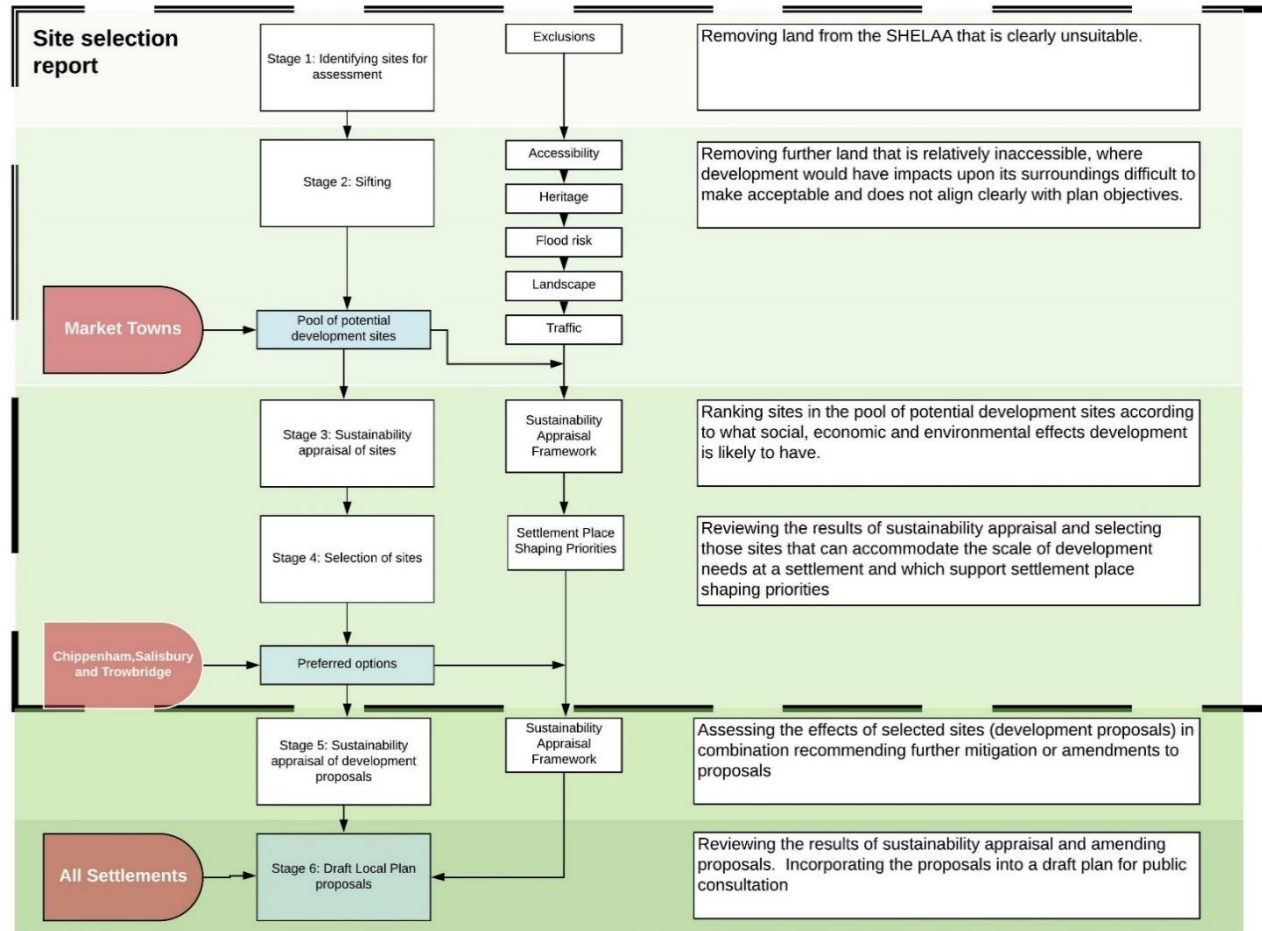 Site selection
report
Stage 1: Identifying sites for
assessment
Exclusions
Removing land from the SHELAA that is clearly unsuitable.
Stage 2: Sifting
Accessibility
Heritage
Flood risk
Landscape
Traffic
Removing further land that is relatively inaccessible, where
development would have impacts upon its surroundings difficult to
make acceptable and does not align clearly with plan objectives.
Market Towns
Pool of potential
development sites
Stage 3: Sustainability
appraisal of sites
Sustainability
Appraisal
Framework
Ranking sites in the pool of potential development sites according
to what social, economic and environmental effects development
is likely to have.
Stage 4: Selection of sites
Settlement Place
Shaping Priorities
Reviewing the results of sustainability appraisal and selecting
those sites that can accommodate the scale of development
needs at a settlement and which support settlement place
shaping priorities
Chippenham,Salisbury
and Trowbridge
Preferred options
Stage 5: Sustainability
appraisal of development
proposals
Sustainability
Appraisal
Framework
Assessing the effects of selected sites (development proposals) in
combination recommending further mitigation or amendments to
proposals
All Settlements
Stage 6: Draft Local Plan
proposals
Reviewing the results of sustainability appraisal and amending
proposals.  Incorporating the proposals into a draft plan for public
consultation